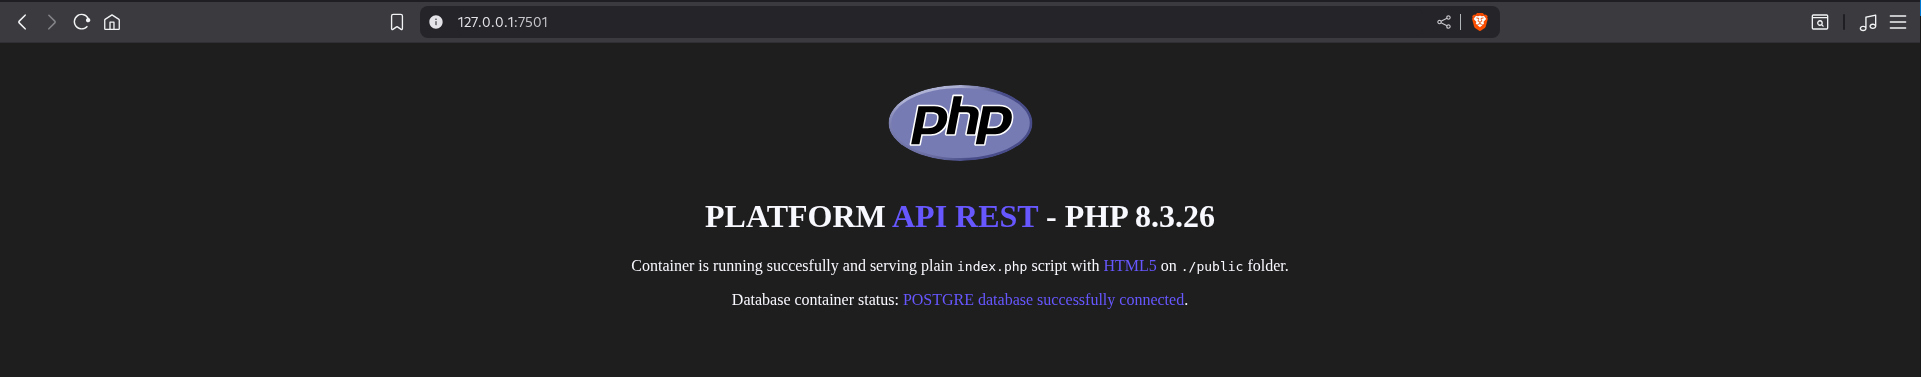 127.0.0.1:7501
php
PLATFORM API REST - PHP 8.3.26
Container is running succesfully and serving plain index.php script with HTML5 on ./public folder.
Database container status: POSTGRE database successfully connected.